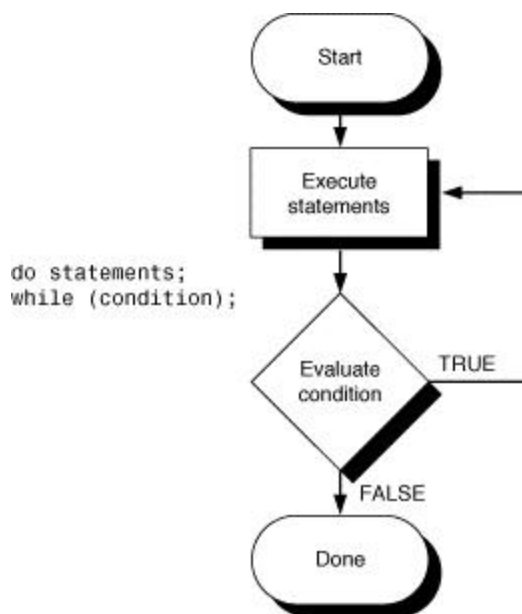 Start
Execute
statements
do statements;
while (condition);
Evaluate
condition
TRUE
FALSE
Done